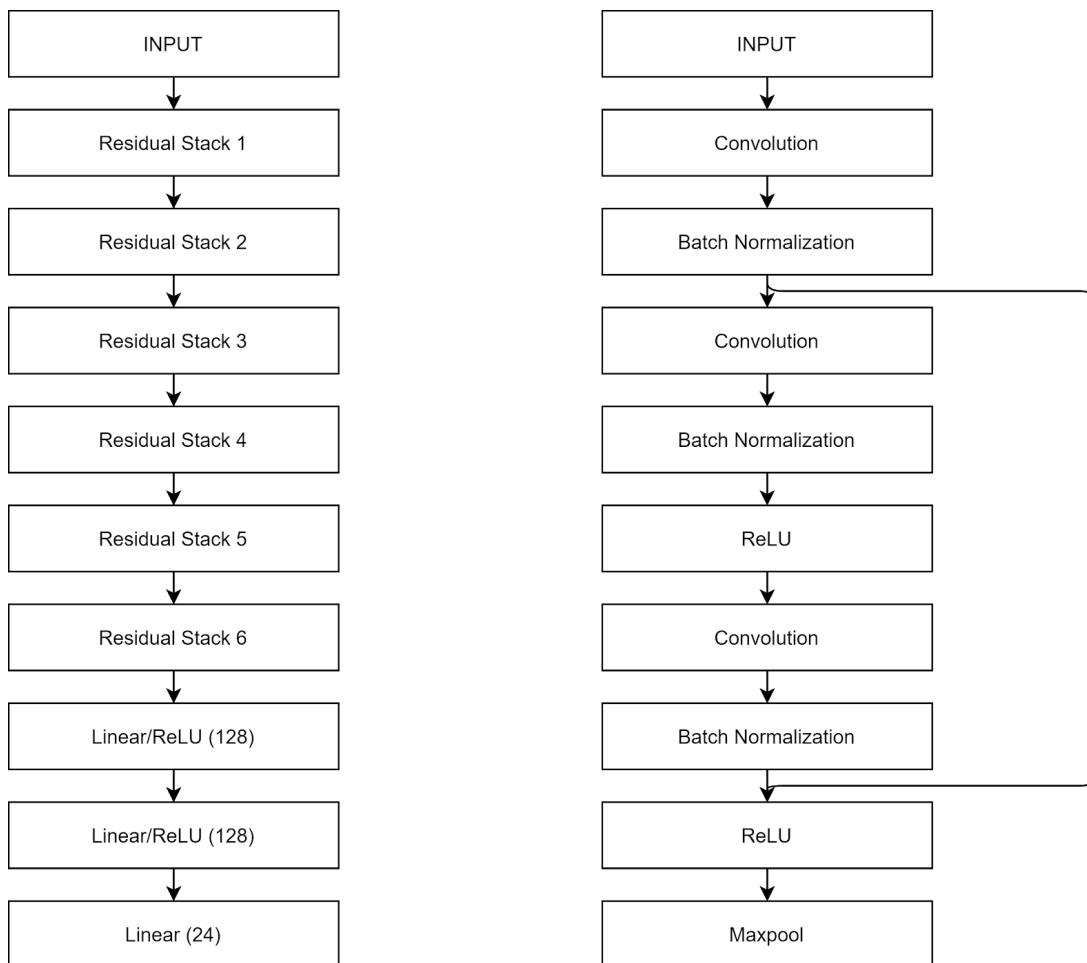 INPUT
Residual Stack 1
Residual Stack 2
Residual Stack 3
Residual Stack 4
Residual Stack 5
Residual Stack 6
Linear/ReLU (128)
Linear/ReLU (128)
Linear (24)
INPUT
Convolution
Batch Normalization
Convolution
Batch Normalization
ReLU
Convolution
Batch Normalization
ReLU
Maxpool